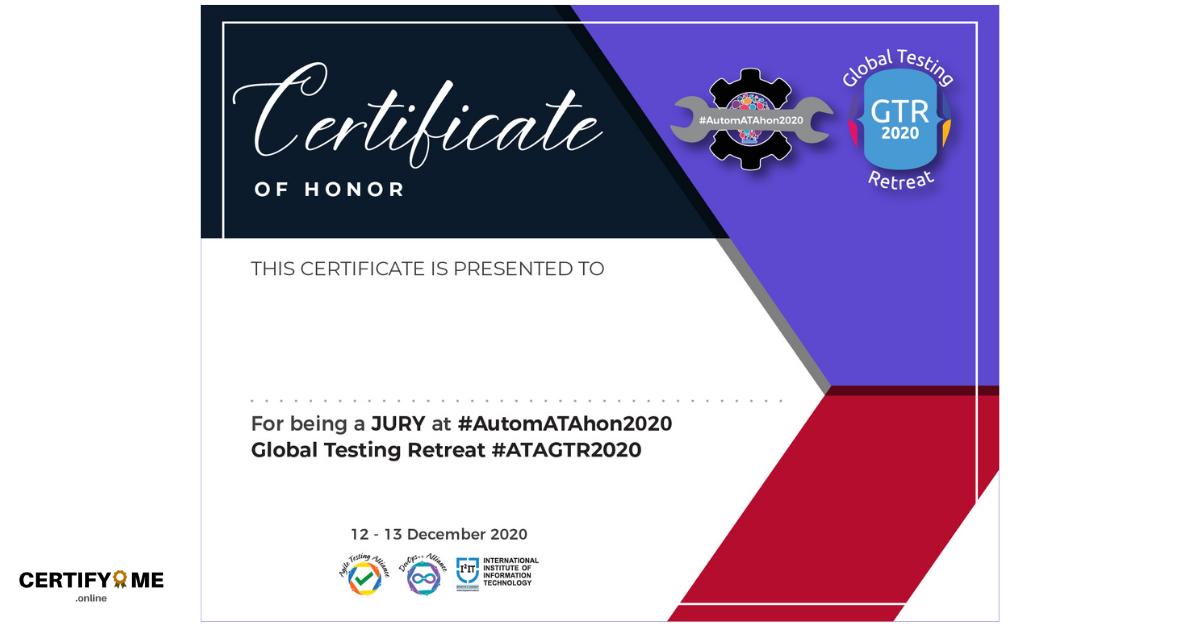 Certificate
OF HONOR
#AutomATAhon2020
Global Testing
GTR
2020
Retreat
THIS CERTIFICATE IS PRESENTED TO
For being a JURY at #AutomATAhon2020
Global Testing Retreat #ATAGTR2020
12 - 13 December 2020
Agile Testing Alliance
DevOps++ Alliance
I²IT
INTERNATIONAL
INSTITUTE OF
INFORMATION
TECHNOLOGY
CERTIFY ME
.online